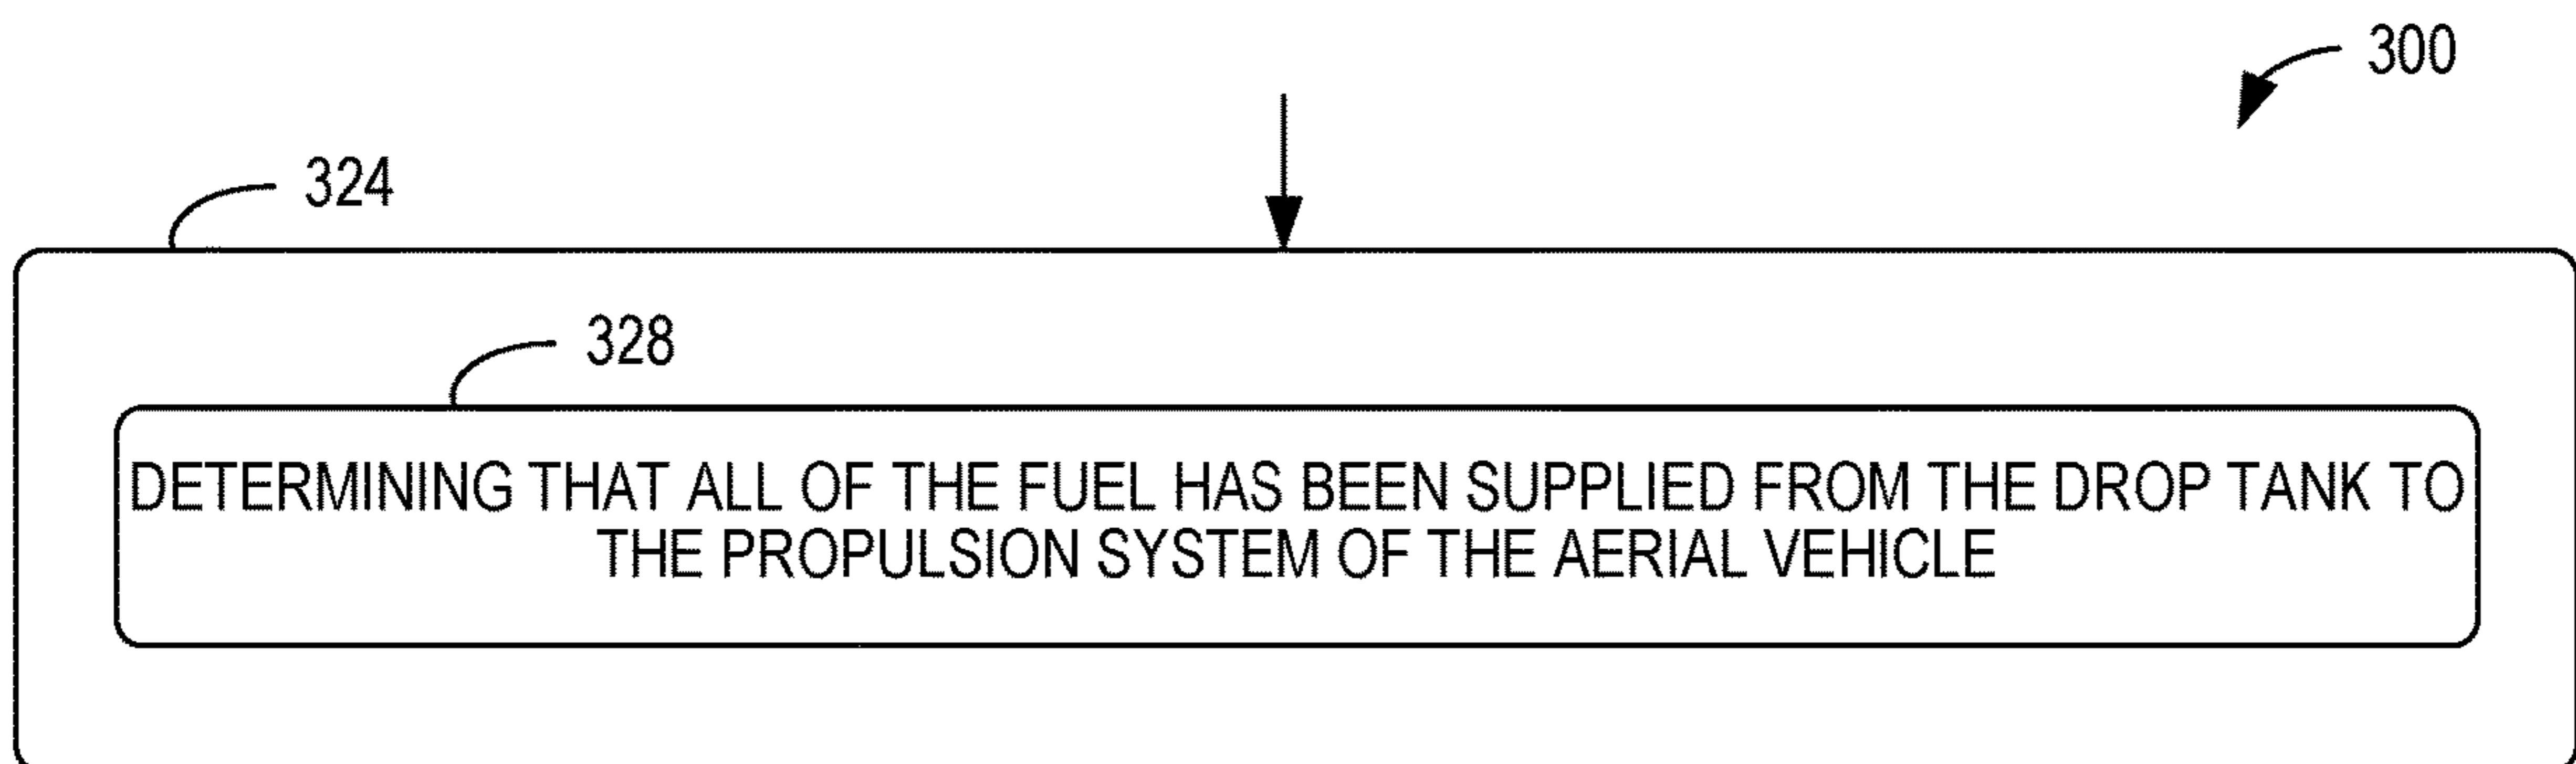 300
324
328
DETERMINING THAT ALL OF THE FUEL HAS BEEN SUPPLIED FROM THE DROP TANK TO
THE PROPULSION SYSTEM OF THE AERIAL VEHICLE